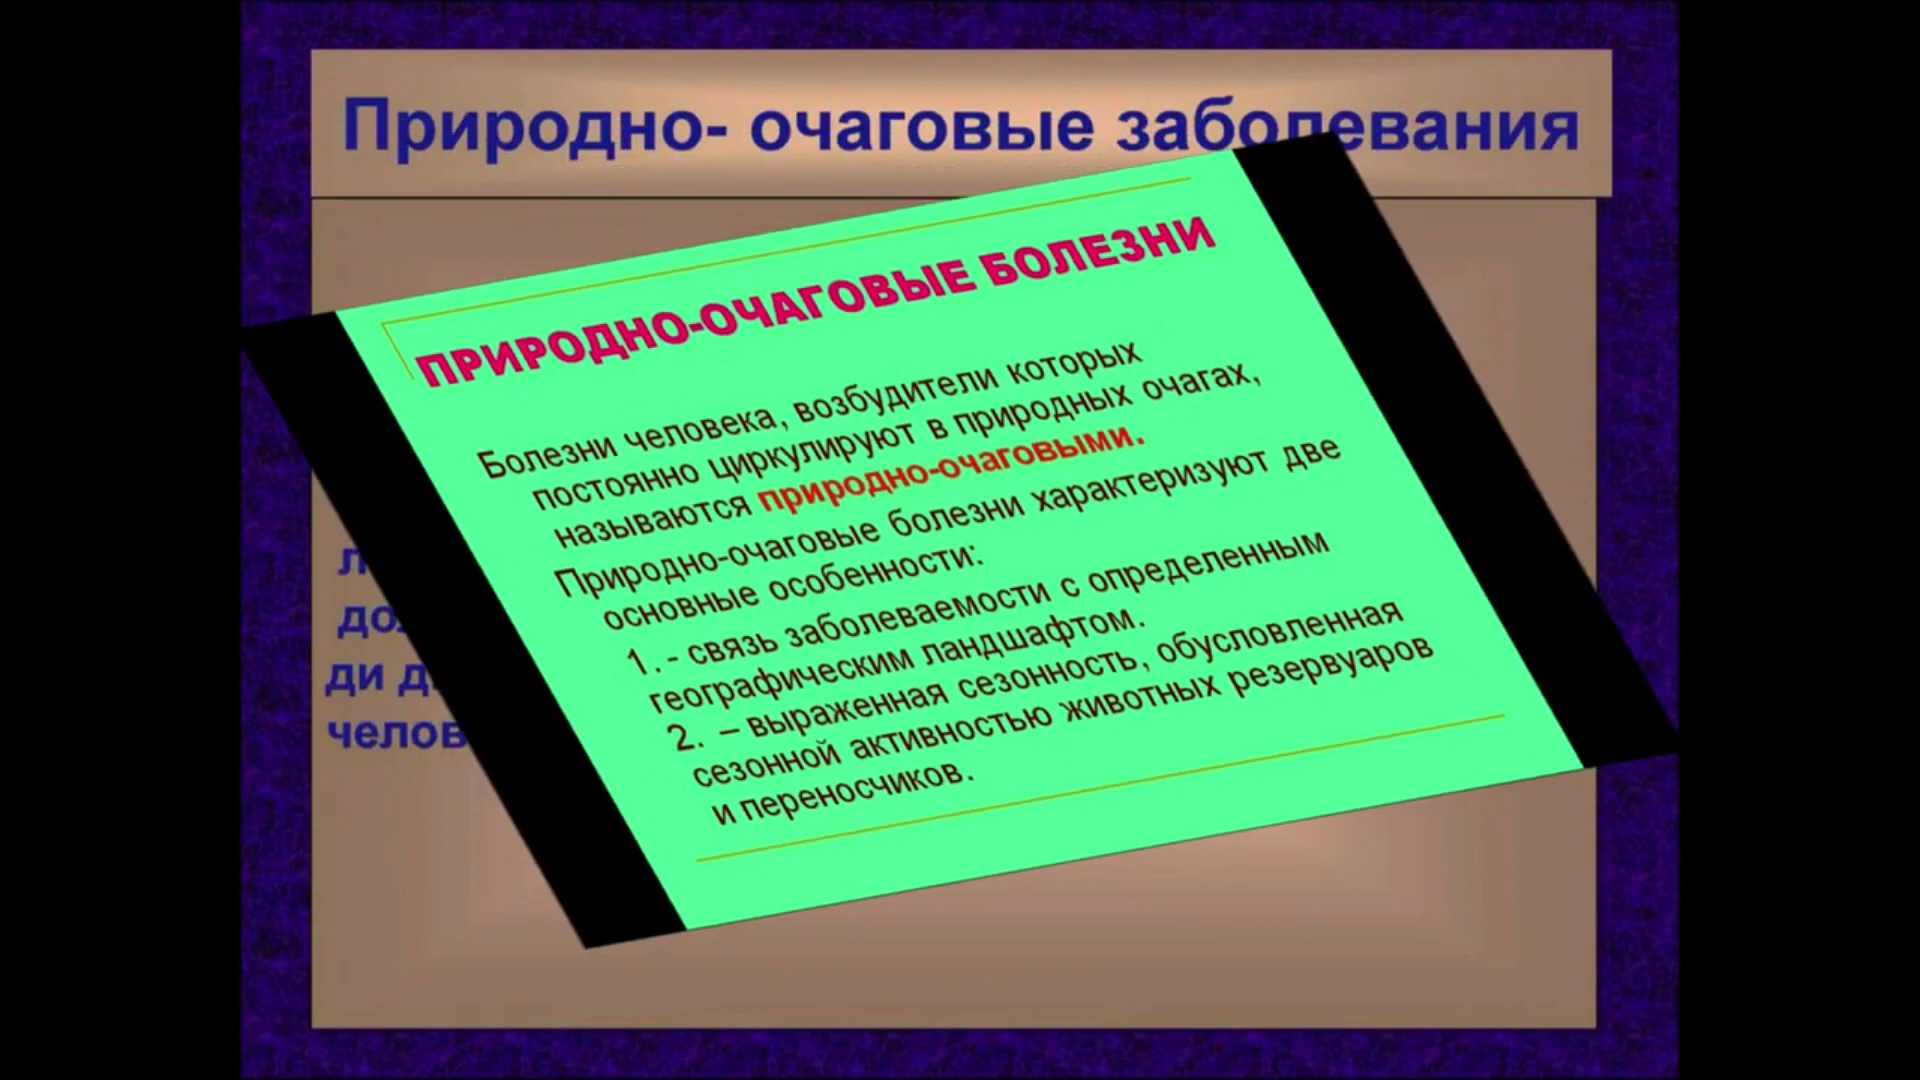 Природно- очаговые заболевания
ПРИРОДНО-ОЧАГОВЫЕ БОЛЕЗНИ
Болезни человека, возбудители которых
постоянно циркулируют в природных очагах,
называются природно-очаговыми.
Природно-очаговые болезни характеризуют две
основные особенности:
1.- связь заболеваемости с определенным
географическим ландшафтом.
2. – выраженная сезонность, обусловленная
сезонной активностью животных резервуаров
и переносчиков.
ди